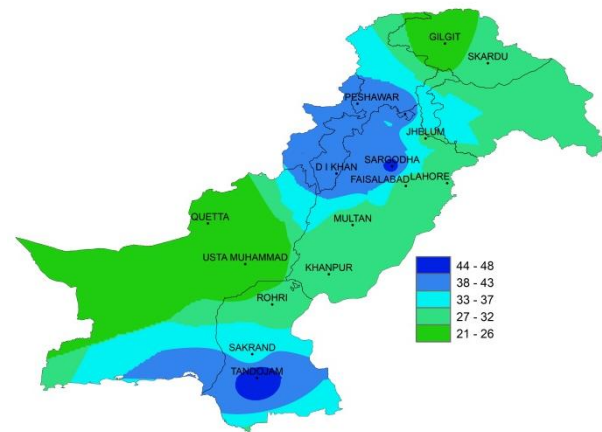 GILGIT
SKARDU
PESHAWAR
JHELUM
SARGODHA
D I KHAN
FAISALABAD
LAHORE
QUETTA
MULTAN
USTA MUHAMMAD
KHANPUR
ROHRI
SAKRAND
TANDOJAM
44 - 48
38 - 43
33 - 37
27 - 32
21 - 26